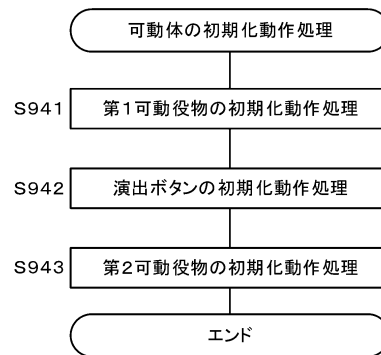 可動体の初期化動作処理
S941 第1可動役物の初期化動作処理
S942 演出ボタンの初期化動作処理
S943 第2可動役物の初期化動作処理
エンド